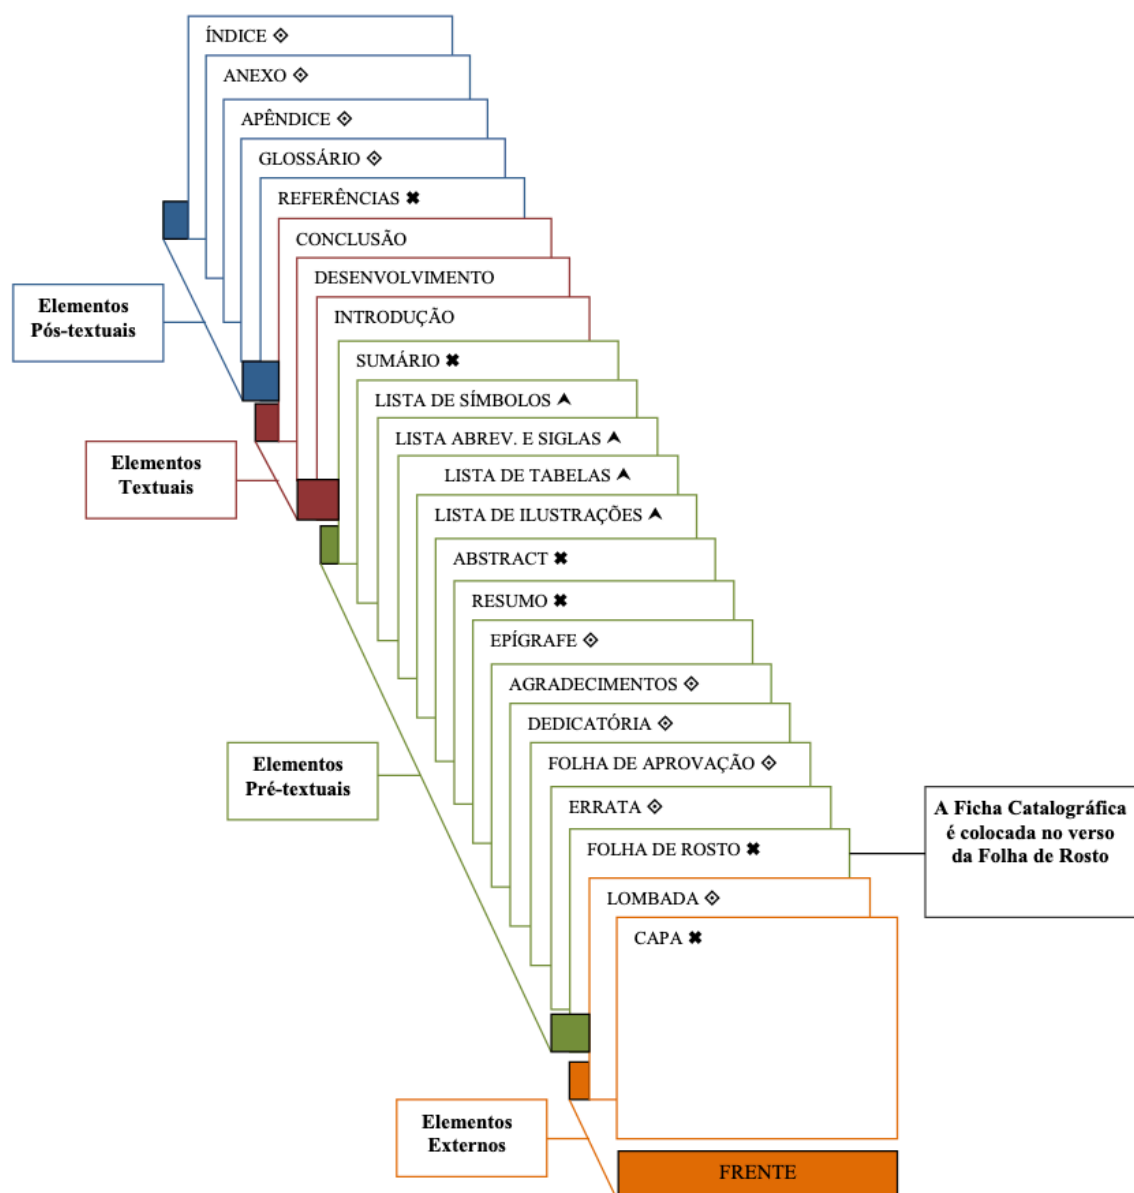 ÍNDICE
ANEXO
APÊNDICE
GLOSSÁRIO
REFERÊNCIAS ✖
CONCLUSÃO
DESENVOLVIMENTO
Elementos
Pós-textuais
INTRODUÇÃO
SUMÁRIO ✖
LISTA DE SÍMBOLOS
LISTA ABREV. E SIGLAS
Elementos
Textuais
LISTA DE TABELAS
LISTA DE ILUSTRAÇÕES
ABSTRACT ✖
RESUMO ✖
EPÍGRAFE
AGRADECIMENTOS
DEDICATÓRIA
Elementos
Pré-textuais
FOLHA DE APROVAÇÃO
ERRATA
FOLHA DE ROSTO ✖
A Ficha Catalográfica
é colocada no verso
da Folha de Rosto
LOMBADA
CAPA ✖
Elementos
Externos
FRENTE